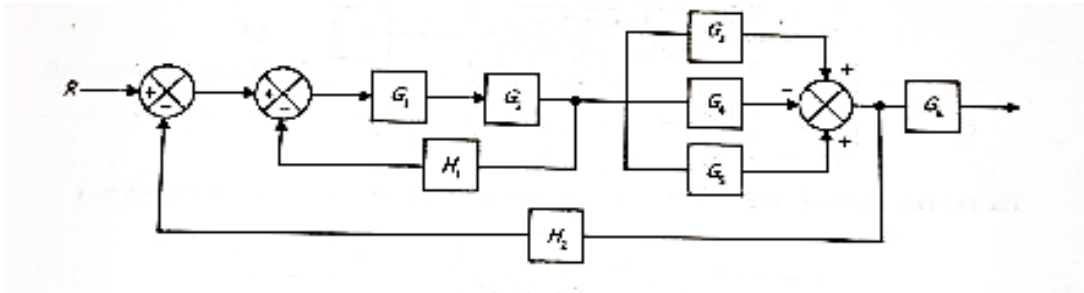 R
+
−
+
−
G₁
G₂
H₁
G₃
G₄
G₅
+
−
+
G₆
H₂